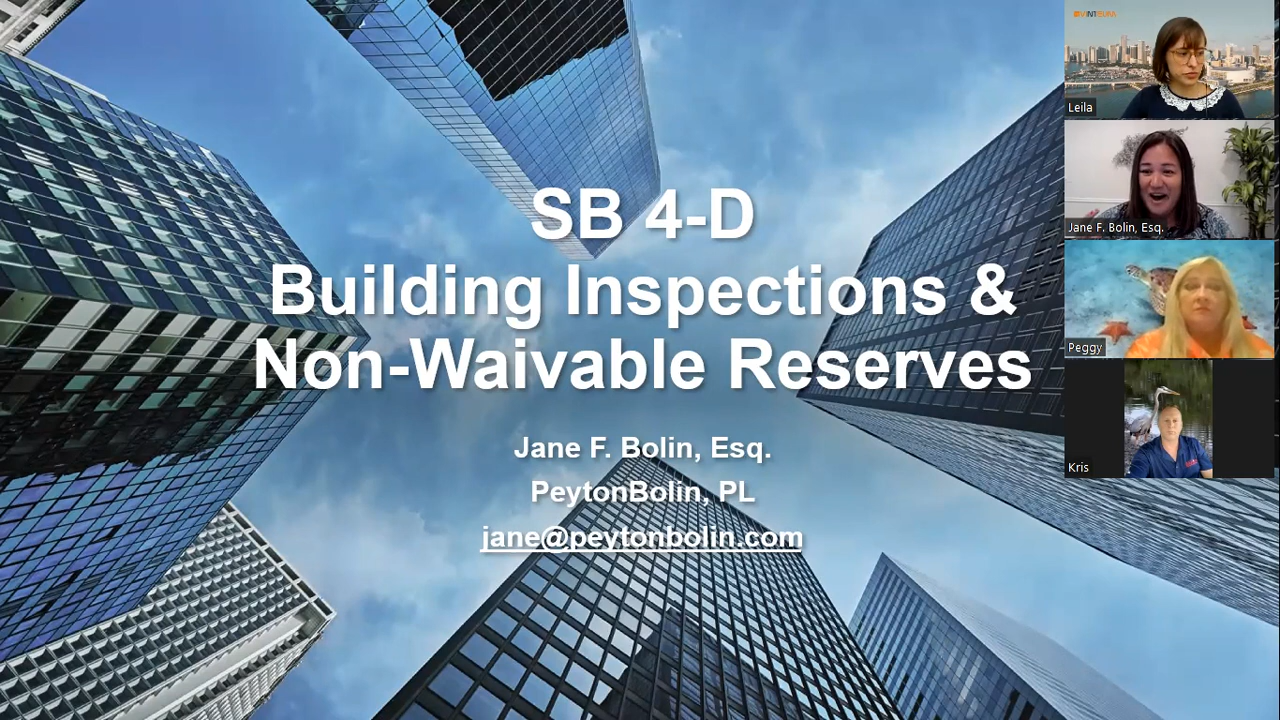 SB 4-D
Building Inspections &
Non-Waivable Reserves
Jane F. Bolin, Esq.
PeytonBolin, PL
jane@peytonbolin.com
VINTEUM
Leila
Jane F. Bolin, Esq.
Peggy
Kris